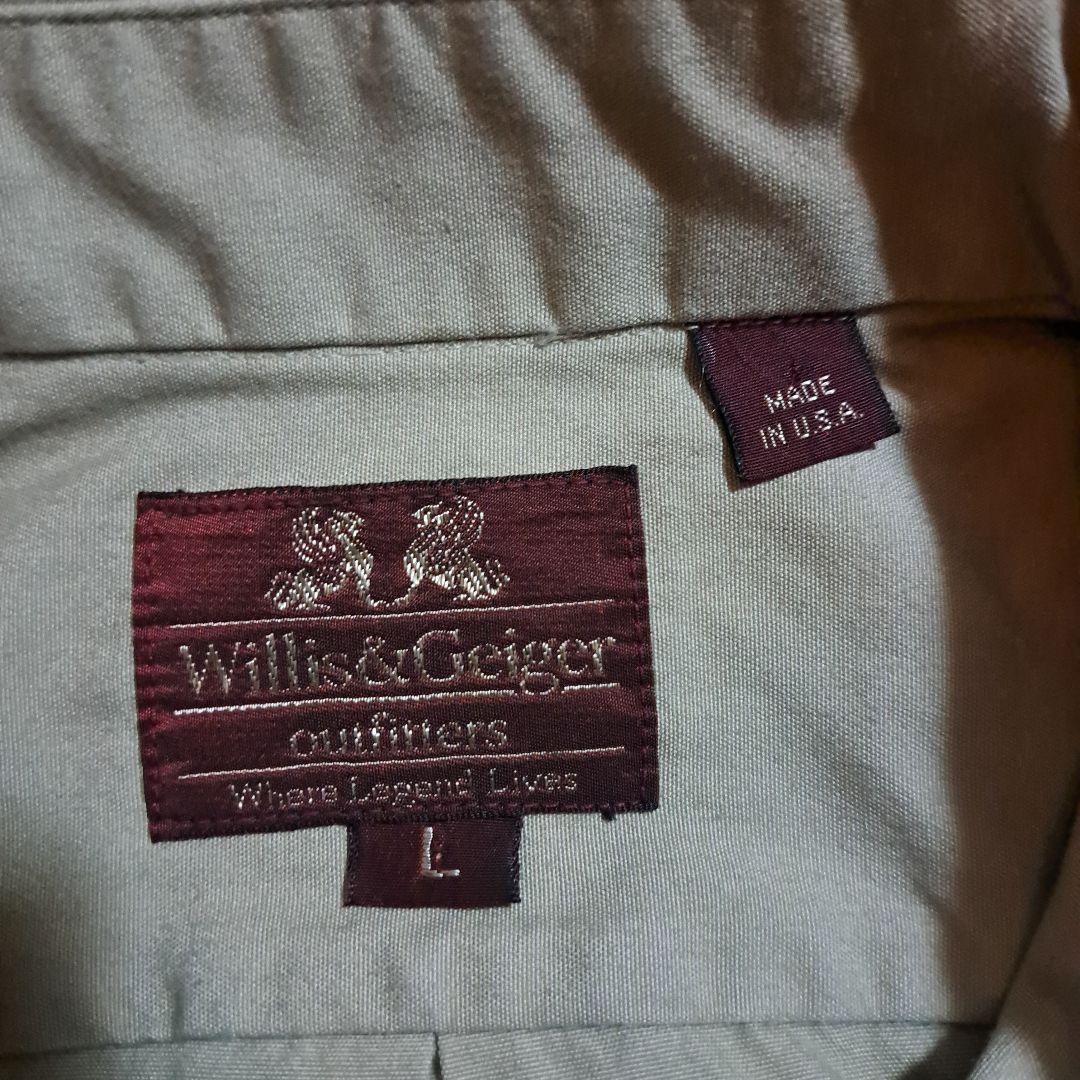 MADE
IN U.S.A.
Willis&Geiger
outfitters
Where Legend Lives
L